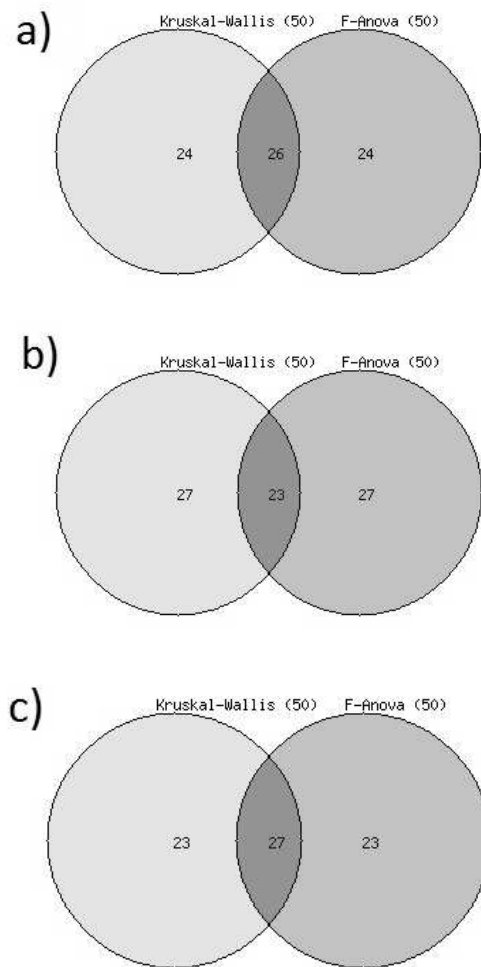 a)
Kruskal-Wallis (50) F-Anova (50)
24 26 24
b)
Kruskal-Wallis (50) F-Anova (50)
27 23 27
c)
Kruskal-Wallis (50) F-Anova (50)
23 27 23